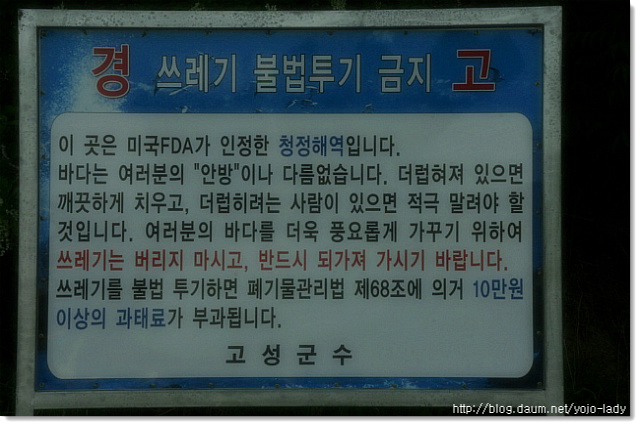 경 쓰레기 불법투기 금지 고
이 곳은 미국FDA가 인정한 청정해역입니다.
바다는 여러분의 "안방"이나 다름없습니다. 더럽혀져 있으면
깨끗하게 치우고, 더럽히려는 사람이 있으면 적극 말려야 할
것입니다. 여러분의 바다를 더욱 풍요롭게 가꾸기 위하여
쓰레기는 버리지 마시고, 반드시 되가져 가시기 바랍니다.
쓰레기를 불법 투기하면 폐기물관리법 제68조에 의거 10만원
이상의 과태료가 부과됩니다.
고성군수
http://blog.daum.net/yojo-lady